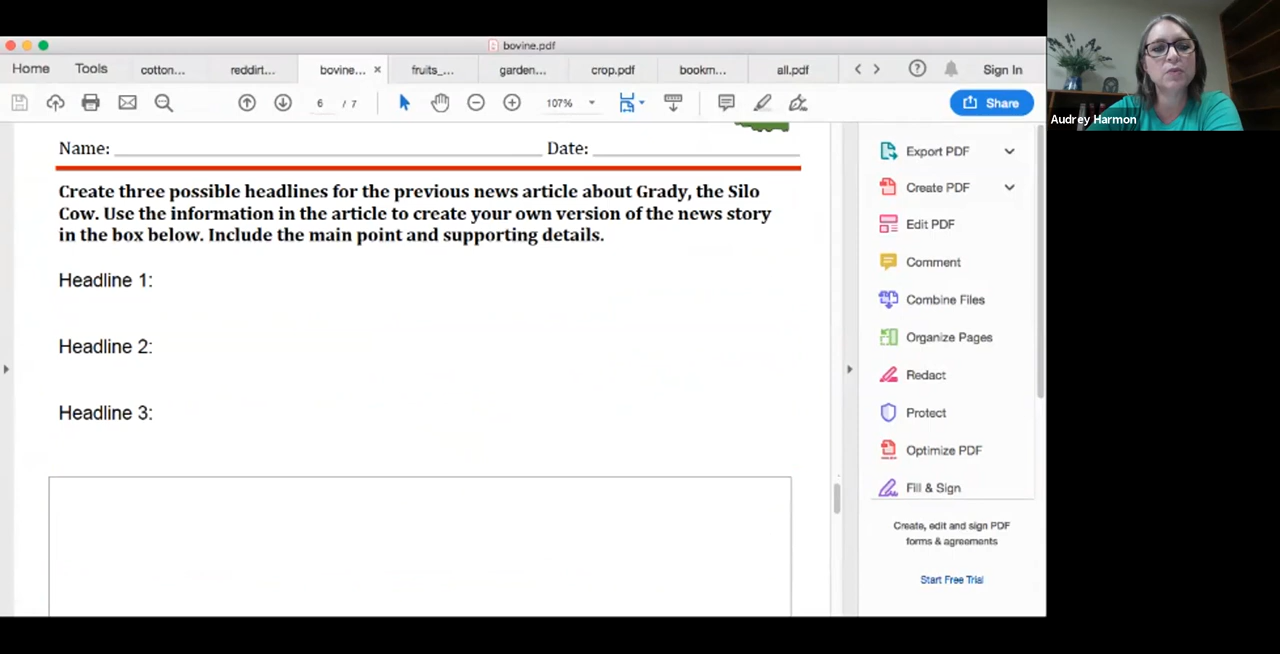 bovine.pdf
Home Tools cotton... reddirt... bovine... × fruits_... garden... crop.pdf bookm... all.pdf Sign In
6 / 7 107% Share
Audrey Harmon
Name: Date:
Create three possible headlines for the previous news article about Grady, the Silo
Cow. Use the information in the article to create your own version of the news story
in the box below. Include the main point and supporting details.
Headline 1:
Headline 2:
Headline 3:
Export PDF
Create PDF
Edit PDF
Comment
Combine Files
Organize Pages
Redact
Protect
Optimize PDF
Fill & Sign
Create, edit and sign PDF
forms & agreements
Start Free Trial